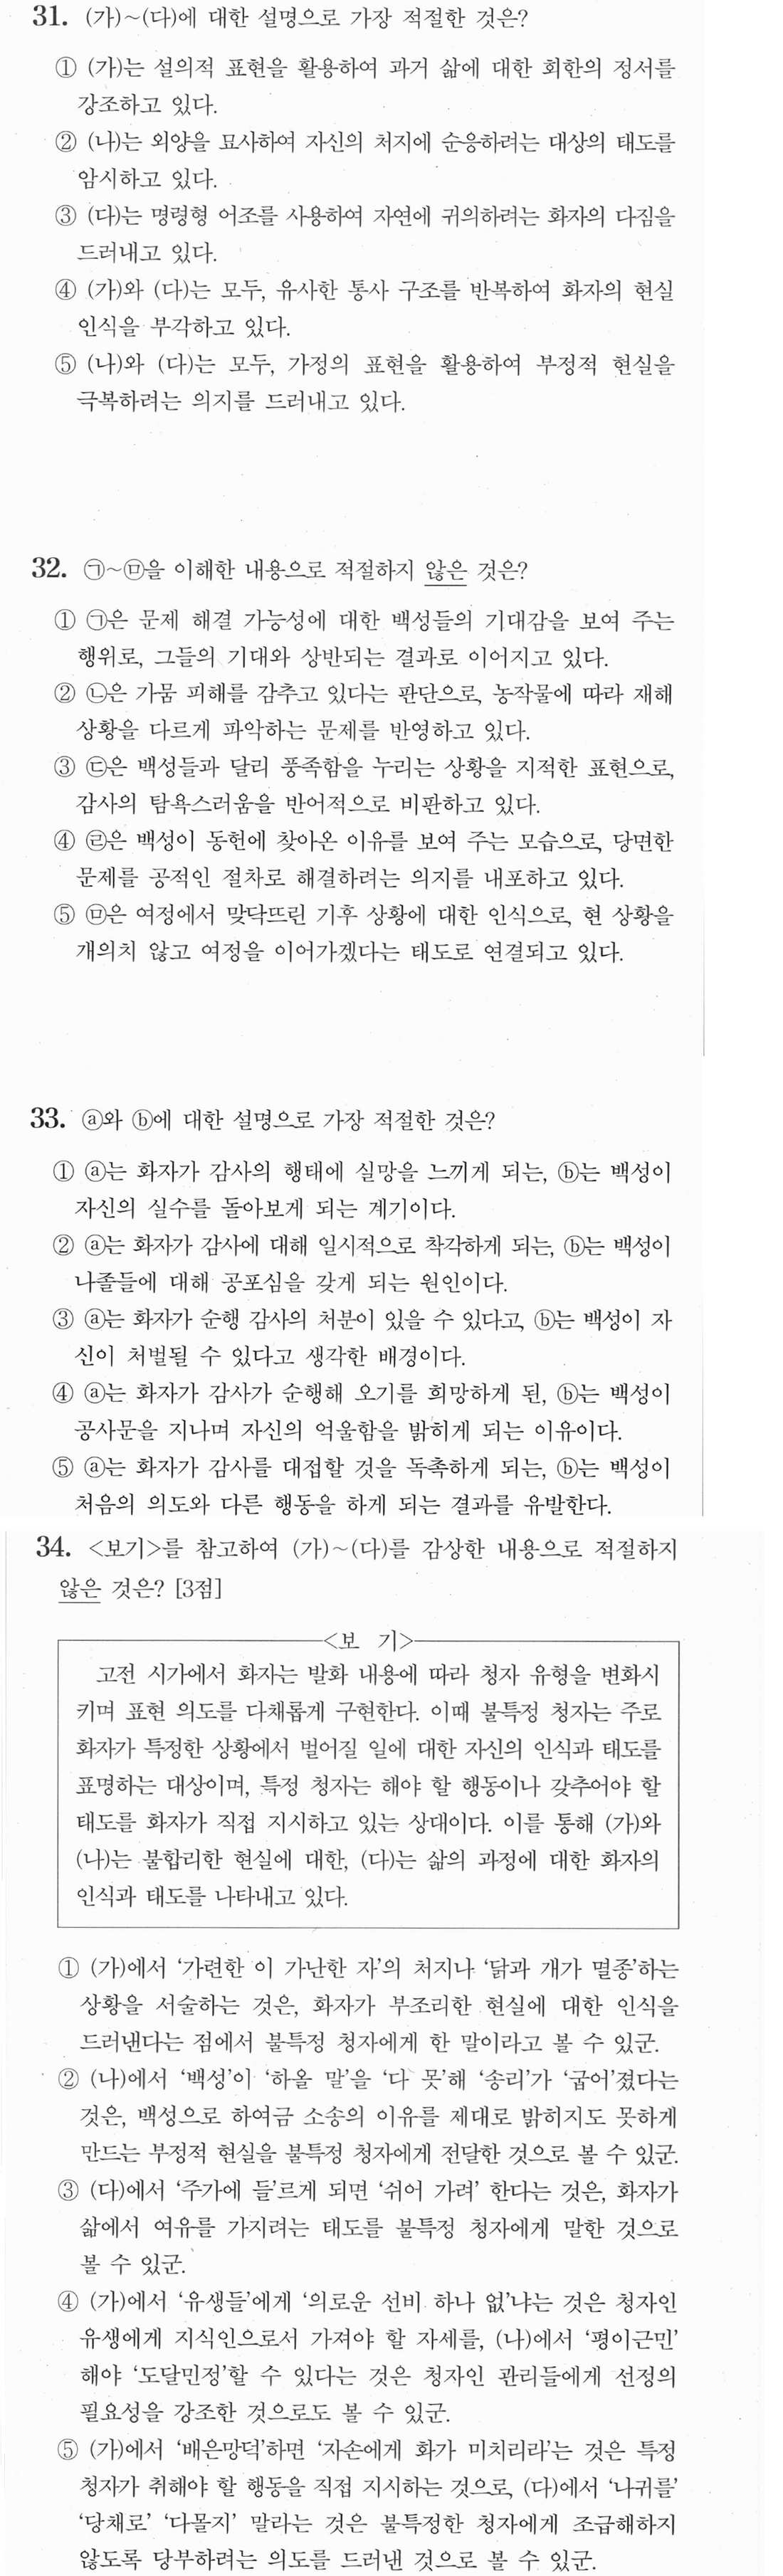 31. (가)~(다)에 대한 설명으로 가장 적절한 것은?
① (가)는 설의적 표현을 활용하여 과거 삶에 대한 회한의 정서를
강조하고 있다.
② (나)는 외양을 묘사하여 자신의 처지에 순응하려는 대상의 태도를
암시하고 있다.
③ (다)는 명령형 어조를 사용하여 자연에 귀의하려는 화자의 다짐을
드러내고 있다.
④ (가)와 (다)는 모두, 유사한 통사 구조를 반복하여 화자의 현실
인식을 부각하고 있다.
⑤ (나)와 (다)는 모두, 가정의 표현을 활용하여 부정적 현실을
극복하려는 의지를 드러내고 있다.
32. ㉠~㉤을 이해한 내용으로 적절하지 않은 것은?
① ㉠은 문제 해결 가능성에 대한 백성들의 기대감을 보여 주는
행위로, 그들의 기대와 상반되는 결과로 이어지고 있다.
② ㉡은 가뭄 피해를 감추고 있다는 판단으로, 농작물에 따라 재해
상황을 다르게 파악하는 문제를 반영하고 있다.
③ ㉢은 백성들과 달리 풍족함을 누리는 상황을 지적한 표현으로,
감사의 탐욕스러움을 반어적으로 비판하고 있다.
④ ㉣은 백성이 동헌에 찾아온 이유를 보여 주는 모습으로, 당면한
문제를 공적인 절차로 해결하려는 의지를 내포하고 있다.
⑤ ㉤은 여정에서 맞닥뜨린 기후 상황에 대한 인식으로, 현 상황을
개의치 않고 여정을 이어가겠다는 태도로 연결되고 있다.
33. ⓐ와 ⓑ에 대한 설명으로 가장 적절한 것은?
① ⓐ는 화자가 감사의 행태에 실망을 느끼게 되는, ⓑ는 백성이
자신의 실수를 돌아보게 되는 계기이다.
② ⓐ는 화자가 감사에 대해 일시적으로 착각하게 되는, ⓑ는 백성이
나졸들에 대해 공포심을 갖게 되는 원인이다.
③ ⓐ는 화자가 순행 감사의 처분이 있을 수 있다고, ⓑ는 백성이 자
신이 처벌될 수 있다고 생각한 배경이다.
④ ⓐ는 화자가 감사가 순행해 오기를 희망하게 된, ⓑ는 백성이
공사문을 지나며 자신의 억울함을 밝히게 되는 이유이다.
⑤ ⓐ는 화자가 감사를 대접할 것을 독촉하게 되는, ⓑ는 백성이
처음의 의도와 다른 행동을 하게 되는 결과를 유발한다.
34. <보기>를 참고하여 (가)~(다)를 감상한 내용으로 적절하지
않은 것은? [3점]
<보 기>
고전 시가에서 화자는 발화 내용에 따라 청자 유형을 변화시
키며 표현 의도를 다채롭게 구현한다. 이때 불특정 청자는 주로
화자가 특정한 상황에서 벌어질 일에 대한 자신의 인식과 태도를
표명하는 대상이며, 특정 청자는 해야 할 행동이나 갖추어야 할
태도를 화자가 직접 지시하고 있는 상대이다. 이를 통해 (가)와
(나)는 불합리한 현실에 대한, (다)는 삶의 과정에 대한 화자의
인식과 태도를 나타내고 있다.
① (가)에서 '가련한 이 가난한 자'의 처지나 '닭과 개가 멸종'하는
상황을 서술하는 것은, 화자가 부조리한 현실에 대한 인식을
드러낸다는 점에서 불특정 청자에게 한 말이라고 볼 수 있군.
② (나)에서 '백성'이 '하올 말'을 '다 못'해 '송리'가 '굽어'졌다는
것은, 백성으로 하여금 소송의 이유를 제대로 밝히지도 못하게
만드는 부정적 현실을 불특정 청자에게 전달한 것으로 볼 수 있군.
③ (다)에서 '주가에 들'르게 되면 '쉬어 가려' 한다는 것은, 화자가
삶에서 여유를 가지려는 태도를 불특정 청자에게 말한 것으로
볼 수 있군.
④ (가)에서 '유생들'에게 '의로운 선비 하나 없'냐는 것은 청자인
유생에게 지식인으로서 가져야 할 자세를, (나)에서 '평이근민'
해야 '도달민정'할 수 있다는 것은 청자인 관리들에게 선정의
필요성을 강조한 것으로도 볼 수 있군.
⑤ (가)에서 '배은망덕'하면 '자손에게 화가 미치리라'는 것은 특정
청자가 취해야 할 행동을 직접 지시하는 것으로, (다)에서 '나귀를'
'당채로' '다몰지' 말라는 것은 불특정한 청자에게 조급해하지
않도록 당부하려는 의도를 드러낸 것으로 볼 수 있군.